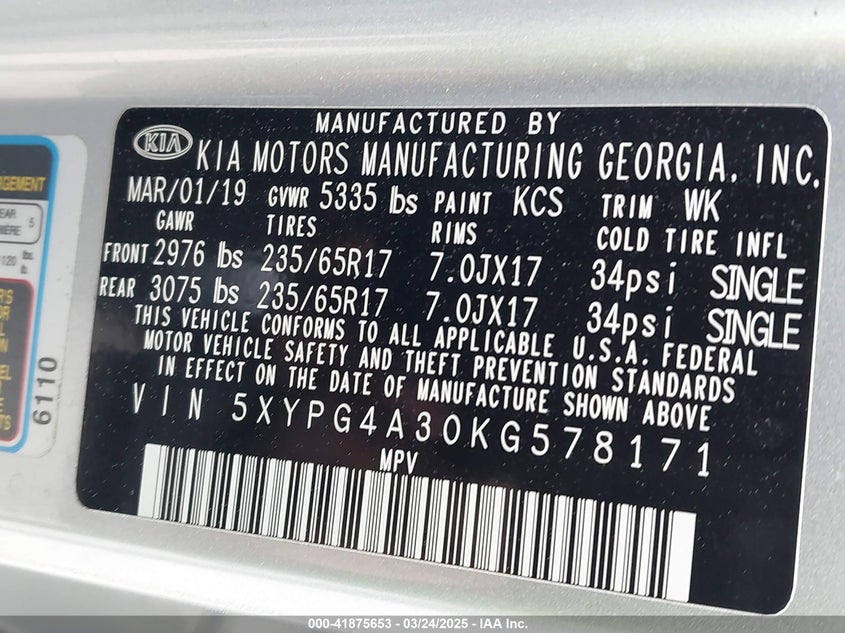 MANUFACTURED BY
KIA KIA MOTORS MANUFACTURING GEORGIA, INC.
MAR/01/19 GVWR 5335 lbs PAINT KCS TRIM WK
GAWR TIRES RIMS COLD TIRE INFL
FRONT 2976 lbs 235/65R17 7.0JX17 34psi SINGLE
REAR 3075 lbs 235/65R17 7.0JX17 34psi SINGLE
THIS VEHICLE CONFORMS TO ALL APPLICABLE U.S.A. FEDERAL
MOTOR VEHICLE SAFETY AND THEFT PREVENTION STANDARDS
IN EFFECT ON THE DATE OF MANUFACTURE SHOWN ABOVE
VIN 5XYPG4A30KG578171
MPV
5
6110
000-41875653 - 03/24/2025 - IAA Inc.